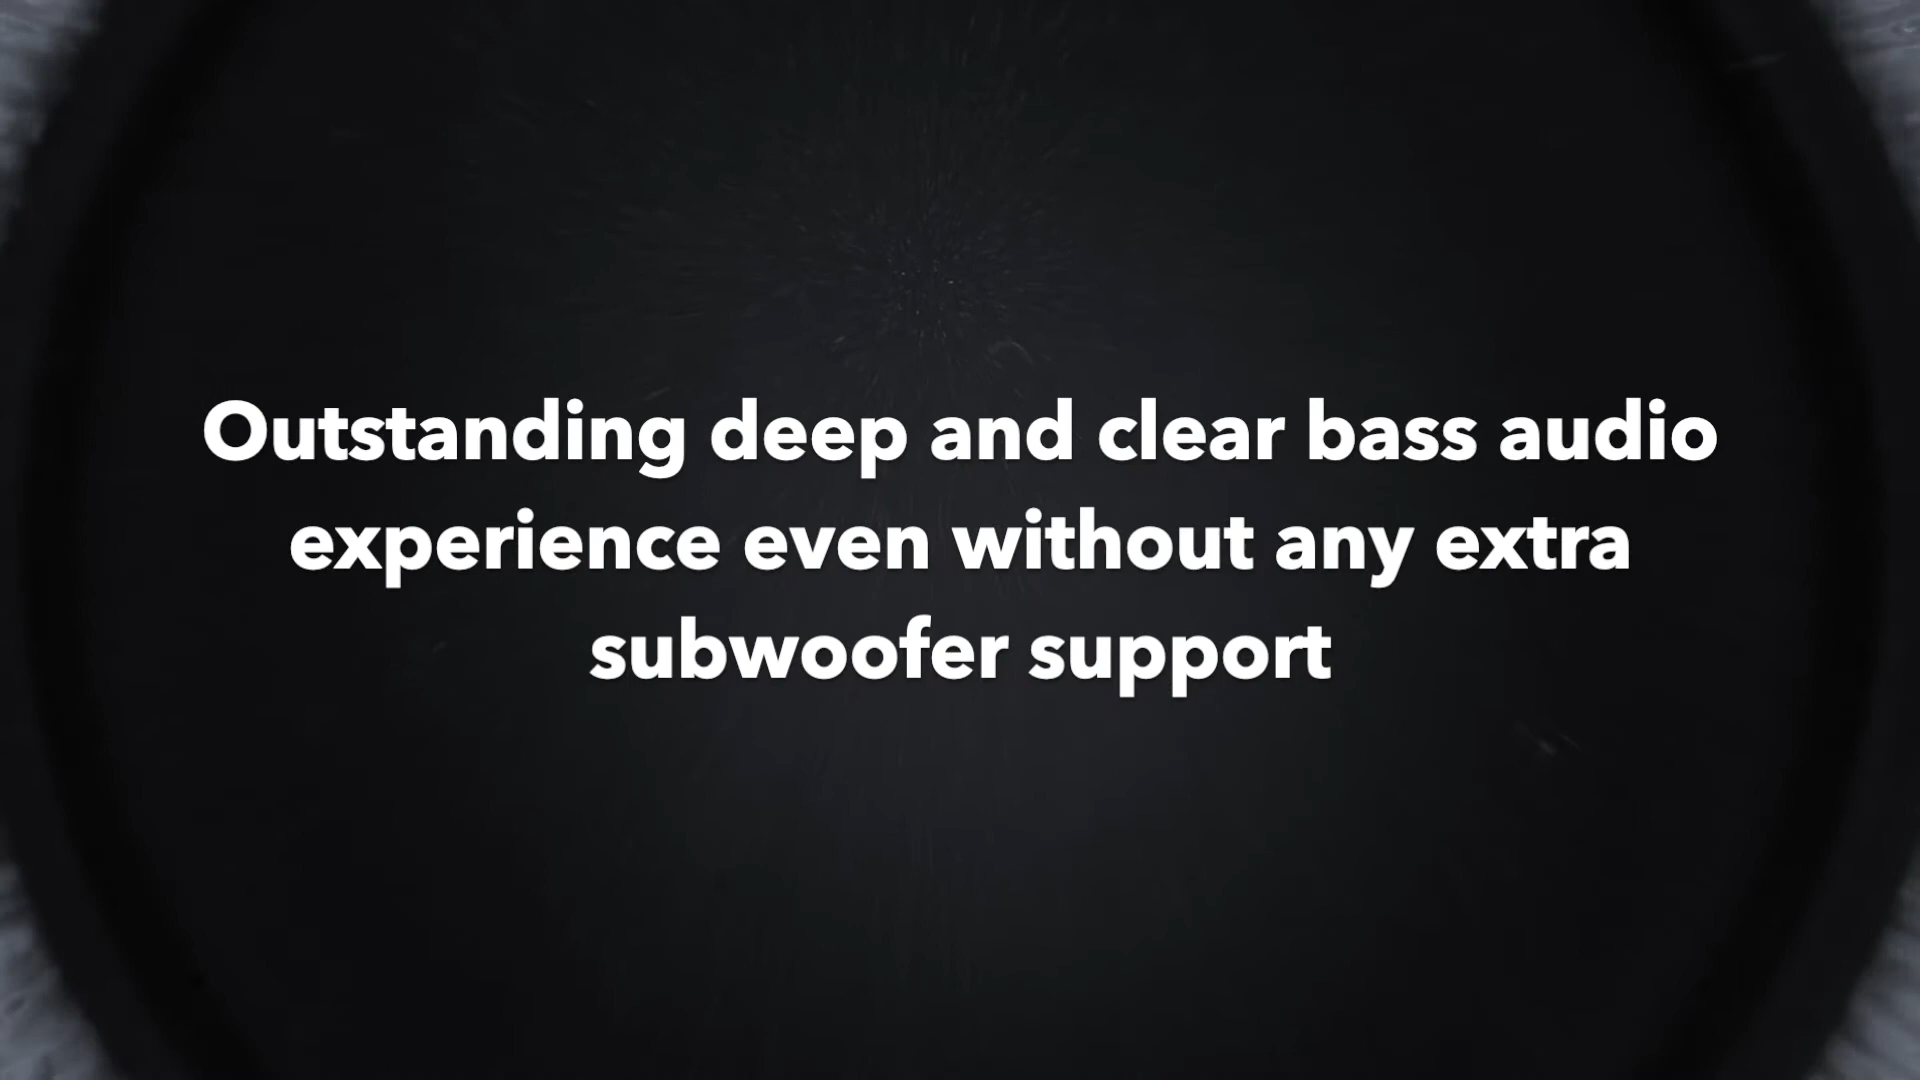 Outstanding deep and clear bass audio
experience even without any extra
subwoofer support